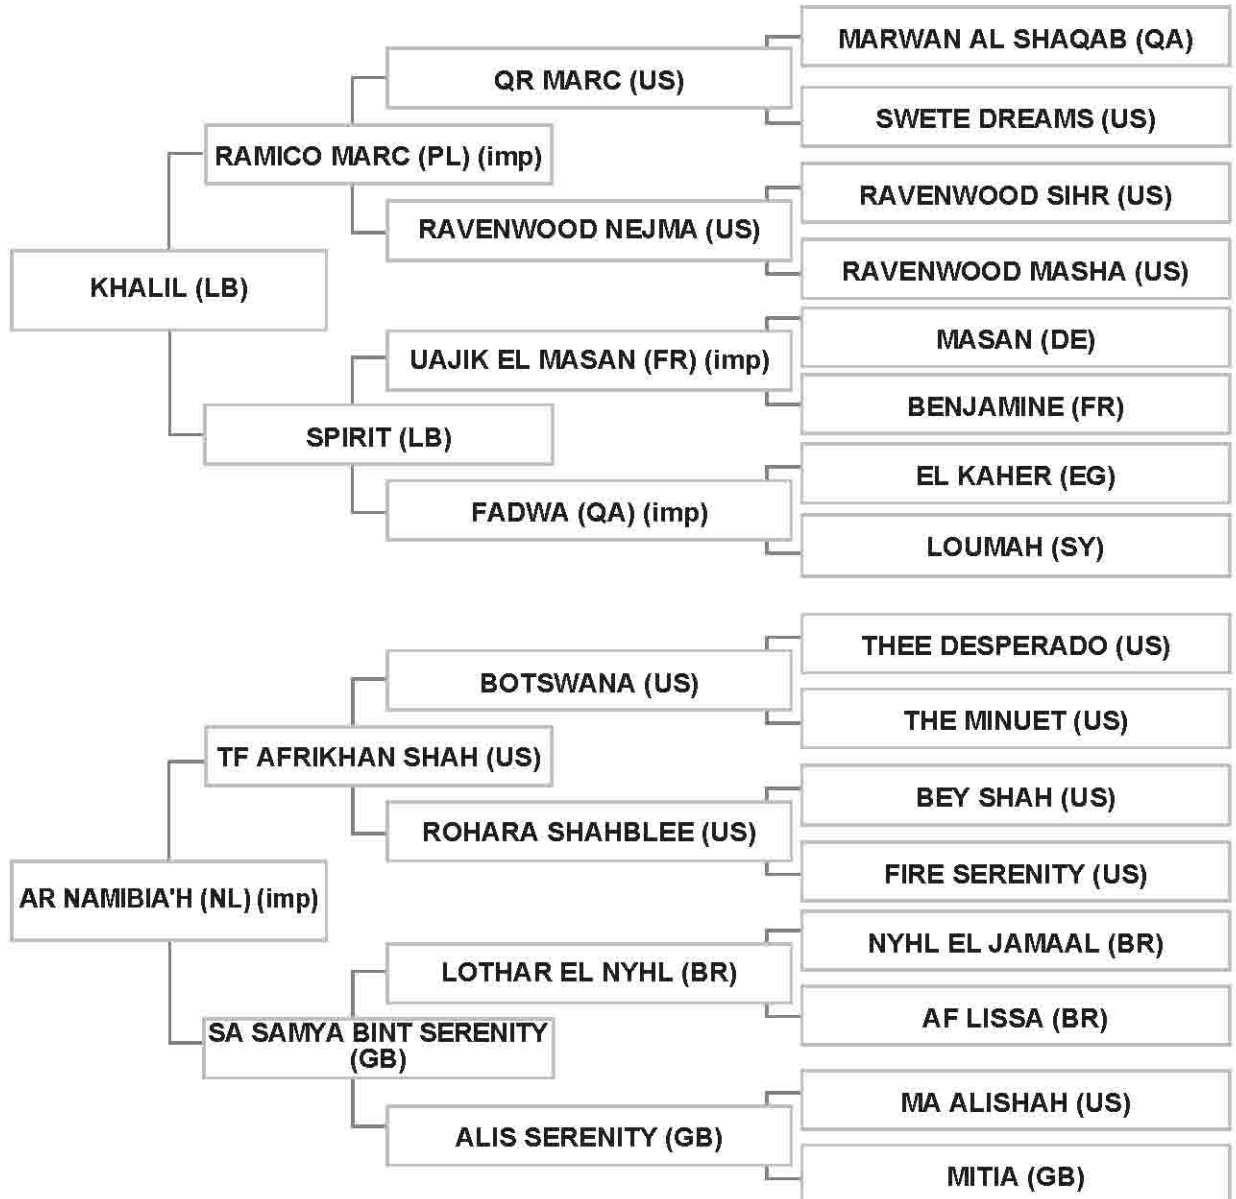 MARWAN AL SHAQAB (QA)
QR MARC (US)
SWETE DREAMS (US)
RAMICO MARC (PL) (imp)
RAVENWOOD SIHR (US)
RAVENWOOD NEJMA (US)
RAVENWOOD MASHA (US)
KHALIL (LB)
MASAN (DE)
UAJIK EL MASAN (FR) (imp)
BENJAMINE (FR)
SPIRIT (LB)
EL KAHER (EG)
FADWA (QA) (imp)
LOUMAH (SY)
THEE DESPERADO (US)
BOTSWANA (US)
THE MINUET (US)
TF AFRIKHAN SHAH (US)
BEY SHAH (US)
ROHARA SHAHBLEE (US)
FIRE SERENITY (US)
AR NAMIBIA'H (NL) (imp)
NYHL EL JAMAAL (BR)
LOTHAR EL NYHL (BR)
AF LISSA (BR)
SA SAMYA BINT SERENITY
(GB)
MA ALISHAH (US)
ALIS SERENITY (GB)
MITIA (GB)